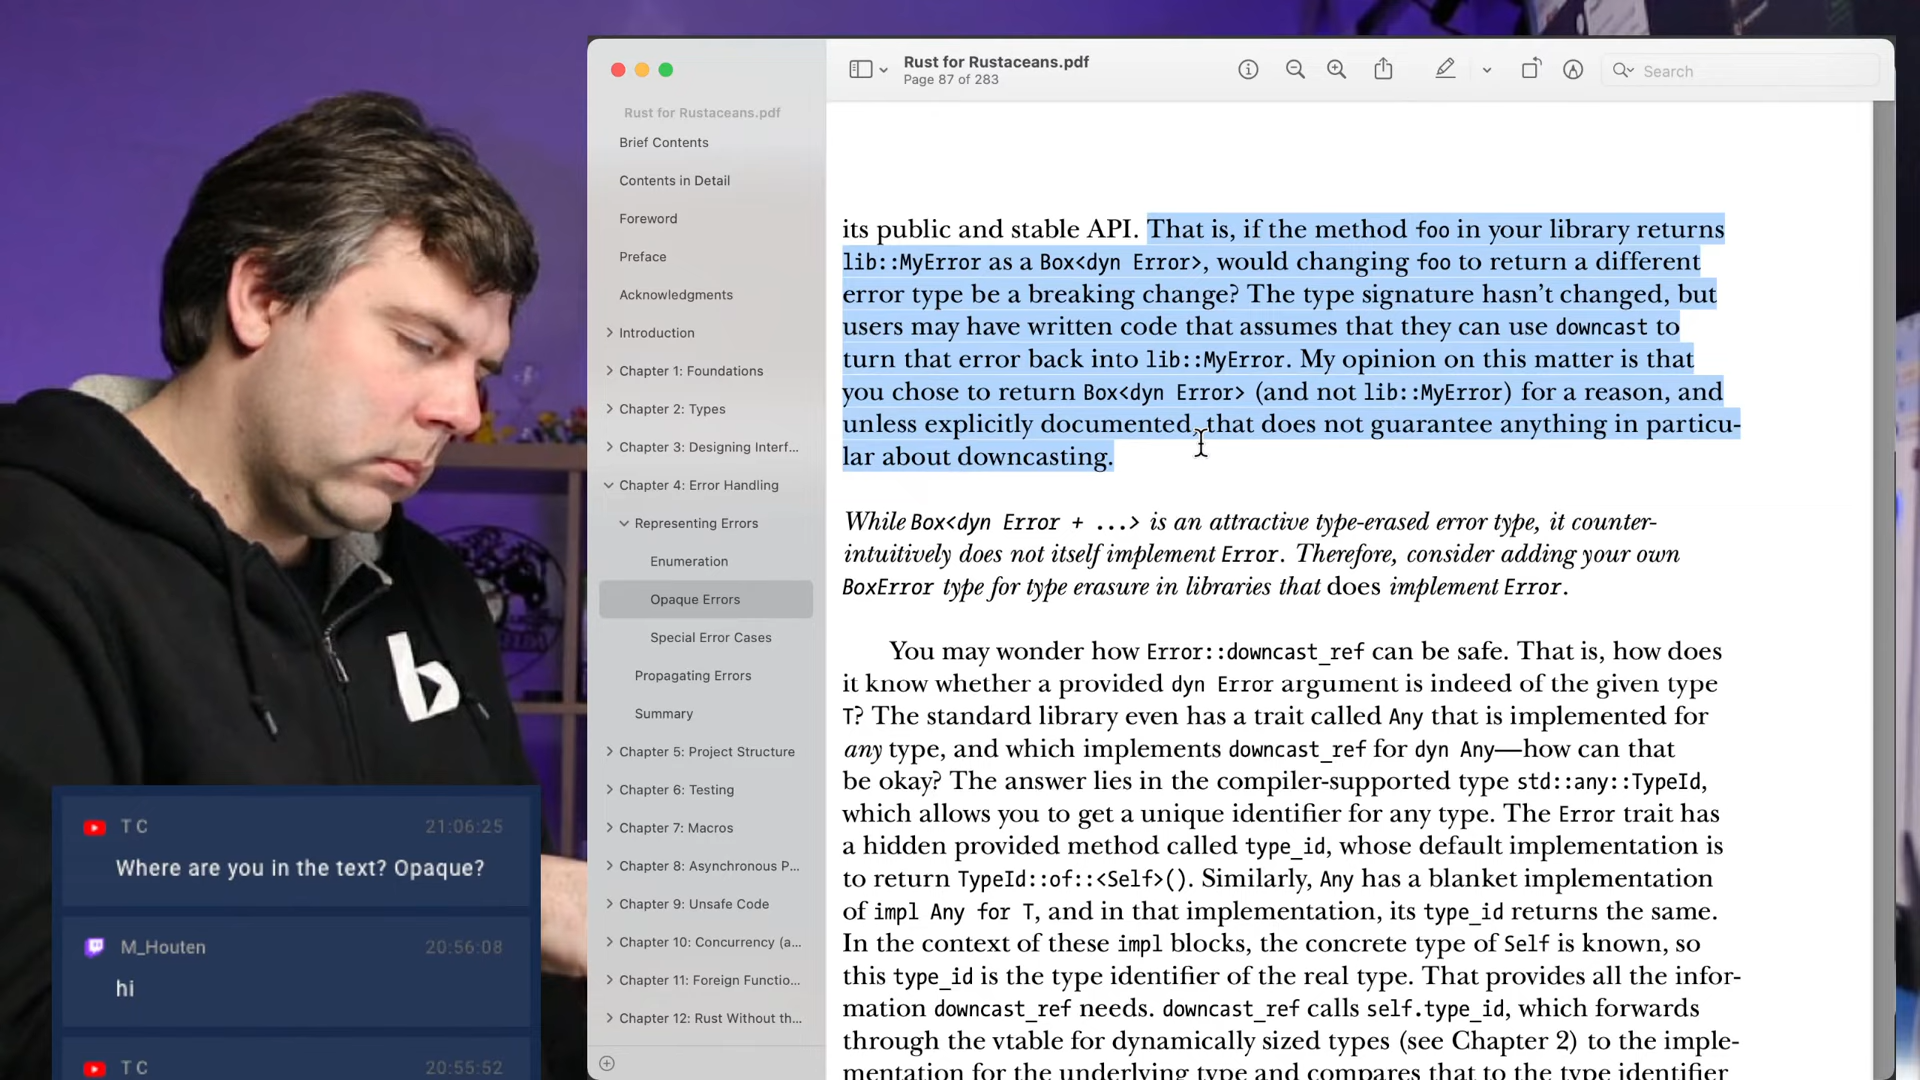 Rust for Rustaceans.pdf
Page 87 of 283
Search
Rust for Rustaceans.pdf
Brief Contents
Contents in Detail
Foreword
Preface
Acknowledgments
Introduction
Chapter 1: Foundations
Chapter 2: Types
Chapter 3: Designing Interf...
Chapter 4: Error Handling
Representing Errors
Enumeration
Opaque Errors
Special Error Cases
Propagating Errors
Summary
Chapter 5: Project Structure
Chapter 6: Testing
Chapter 7: Macros
Chapter 8: Asynchronous P...
Chapter 9: Unsafe Code
Chapter 10: Concurrency (a...
Chapter 11: Foreign Functio...
Chapter 12: Rust Without th...
its public and stable API. That is, if the method foo in your library returns
lib::MyError as a Box<dyn Error>, would changing foo to return a different
error type be a breaking change? The type signature hasn't changed, but
users may have written code that assumes that they can use downcast to
turn that error back into lib::MyError. My opinion on this matter is that
you chose to return Box<dyn Error> (and not lib::MyError) for a reason, and
unless explicitly documented, that does not guarantee anything in particu-
lar about downcasting.
While Box<dyn Error + ...> is an attractive type-erased error type, it counter-
intuitively does not itself implement Error. Therefore, consider adding your own
BoxError type for type erasure in libraries that does implement Error.
You may wonder how Error::downcast_ref can be safe. That is, how does
it know whether a provided dyn Error argument is indeed of the given type
T? The standard library even has a trait called Any that is implemented for
any type, and which implements downcast_ref for dyn Any—how can that
be okay? The answer lies in the compiler-supported type std::any::TypeId,
which allows you to get a unique identifier for any type. The Error trait has
a hidden provided method called type_id, whose default implementation is
to return TypeId::of::<Self>(). Similarly, Any has a blanket implementation
of impl Any for T, and in that implementation, its type_id returns the same.
In the context of these impl blocks, the concrete type of Self is known, so
this type_id is the type identifier of the real type. That provides all the infor-
mation downcast_ref needs. downcast_ref calls self.type_id, which forwards
through the vtable for dynamically sized types (see Chapter 2) to the imple-
mentation for the underlying type and compares that to the type identifier
T C 21:06:25
Where are you in the text? Opaque?
M_Houten 20:56:08
hi
T C 20:55:52